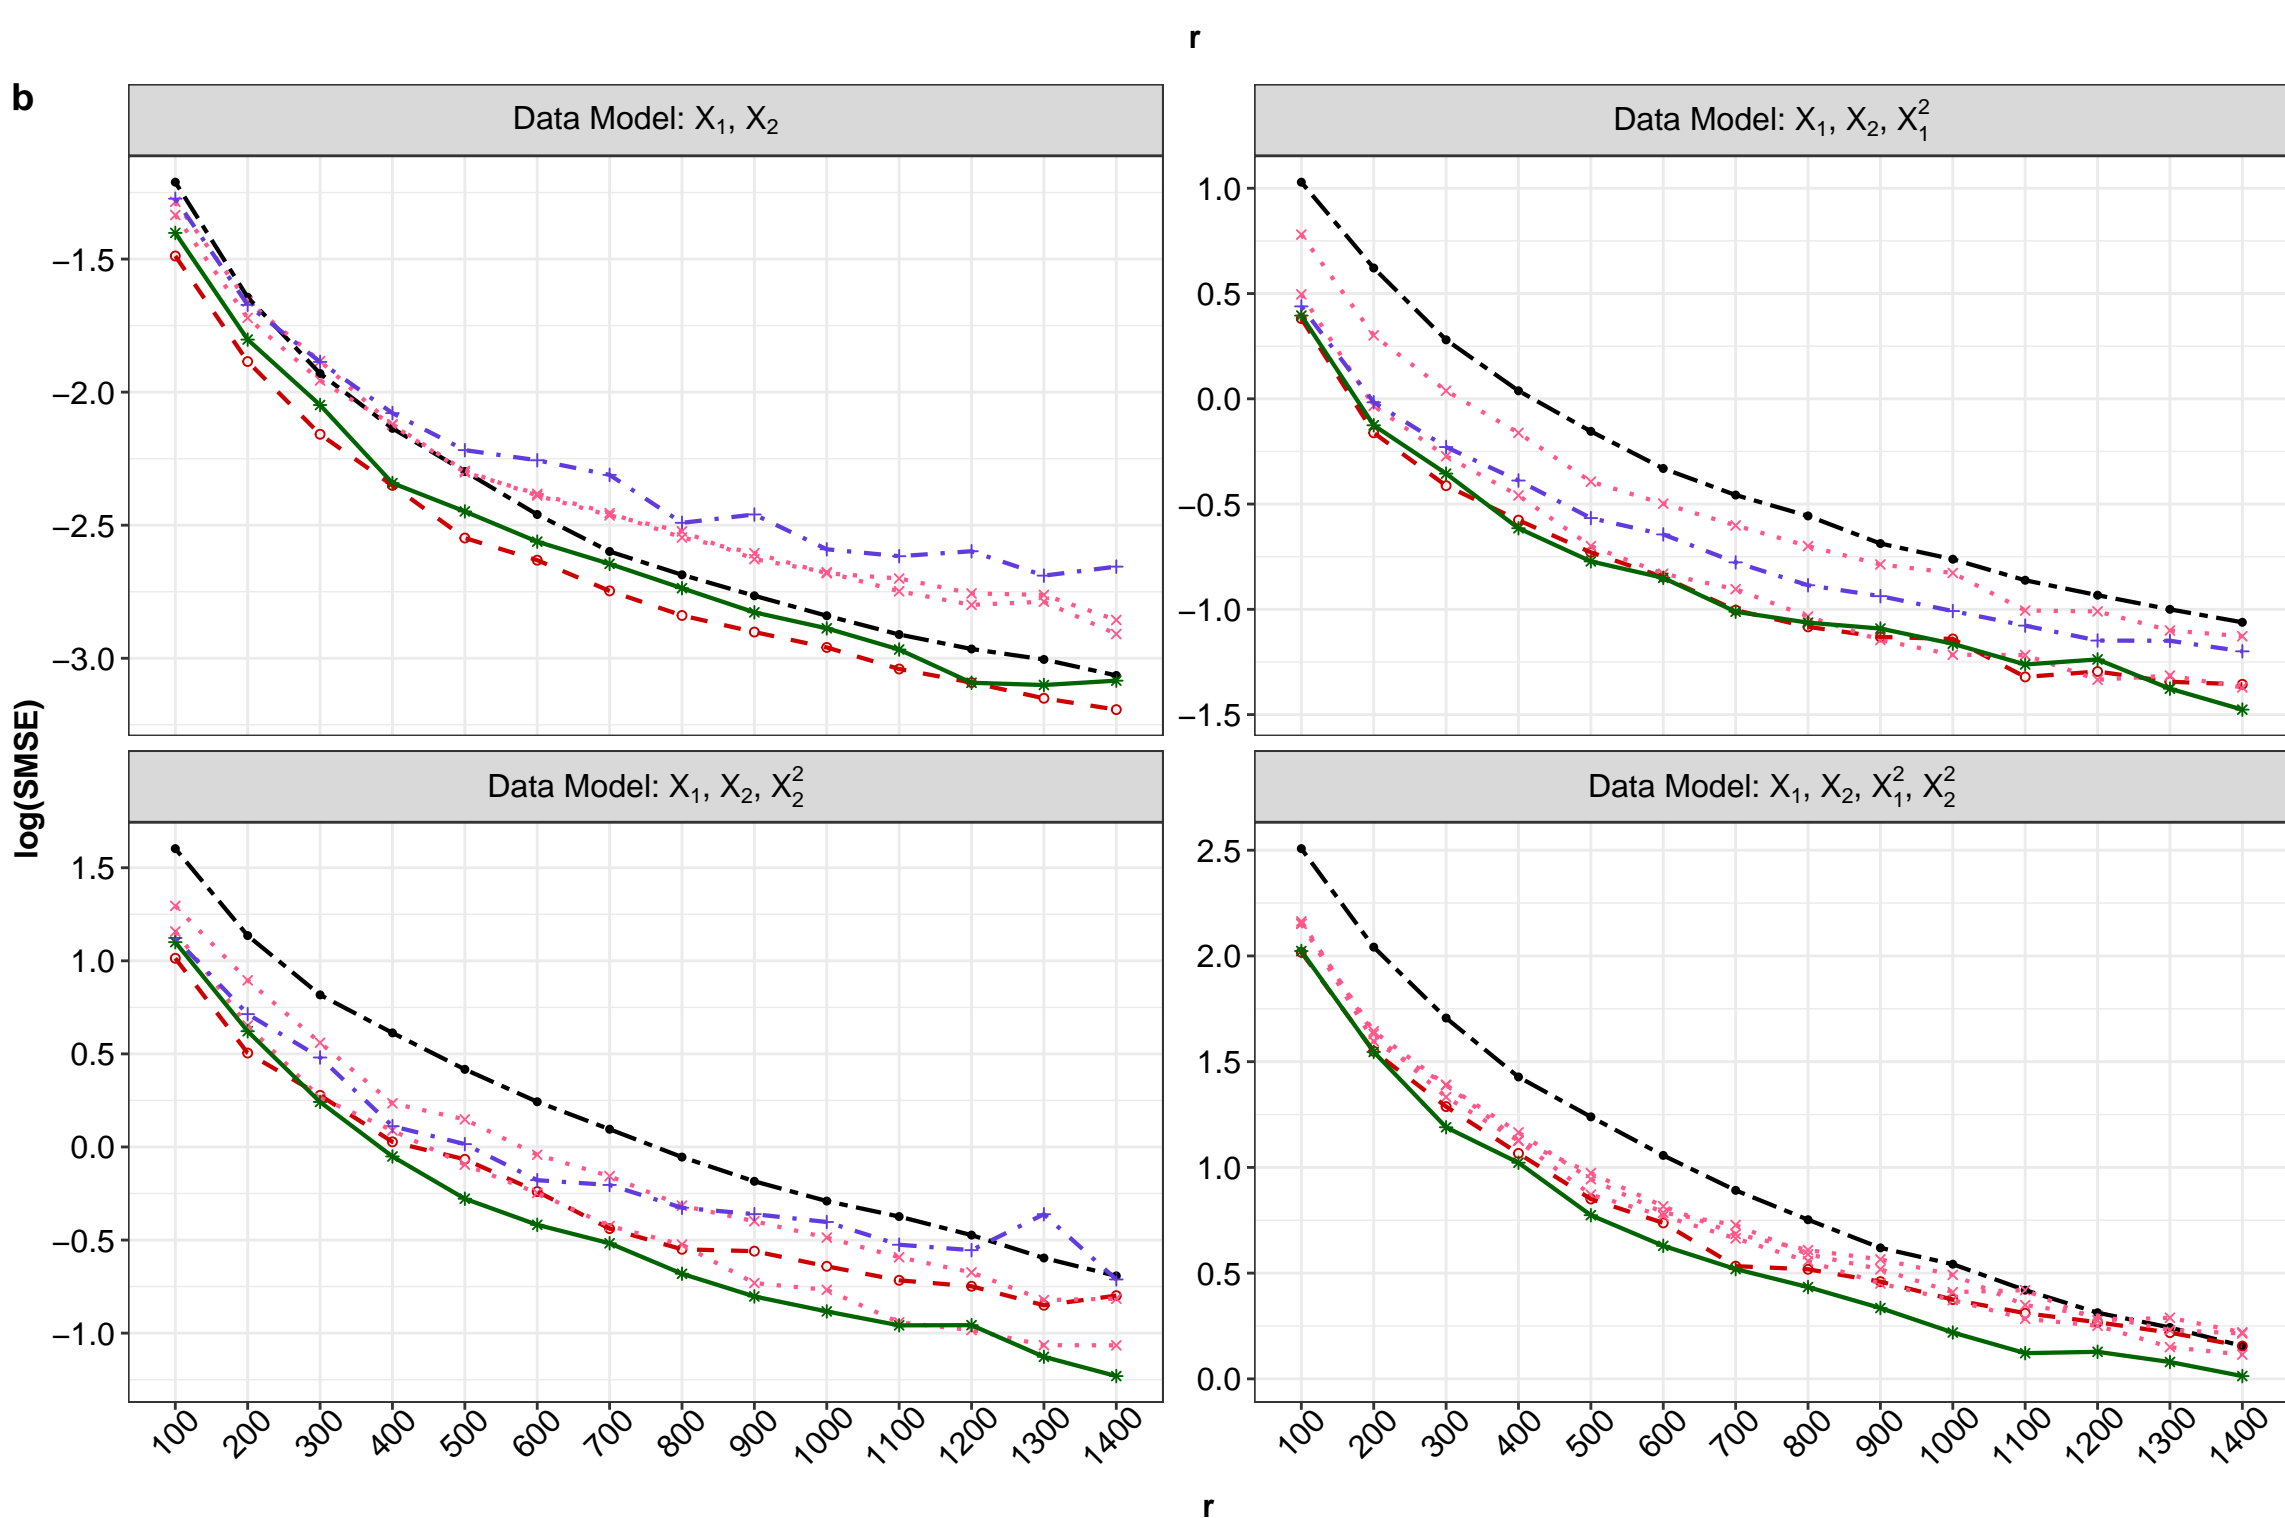 r
b
Data Model: X₁, X₂
Data Model: X₁, X₂, X₁²
−1.5
−2.0
−2.5
−3.0
1.0
0.5
0.0
−0.5
−1.0
−1.5
log(SMSE)
Data Model: X₁, X₂, X₂²
Data Model: X₁, X₂, X₁², X₂²
1.5
1.0
0.5
0.0
−0.5
−1.0
2.5
2.0
1.5
1.0
0.5
0.0
100 200 300 400 500 600 700 800 900 1000 1100 1200 1300 1400
100 200 300 400 500 600 700 800 900 1000 1100 1200 1300 1400
r